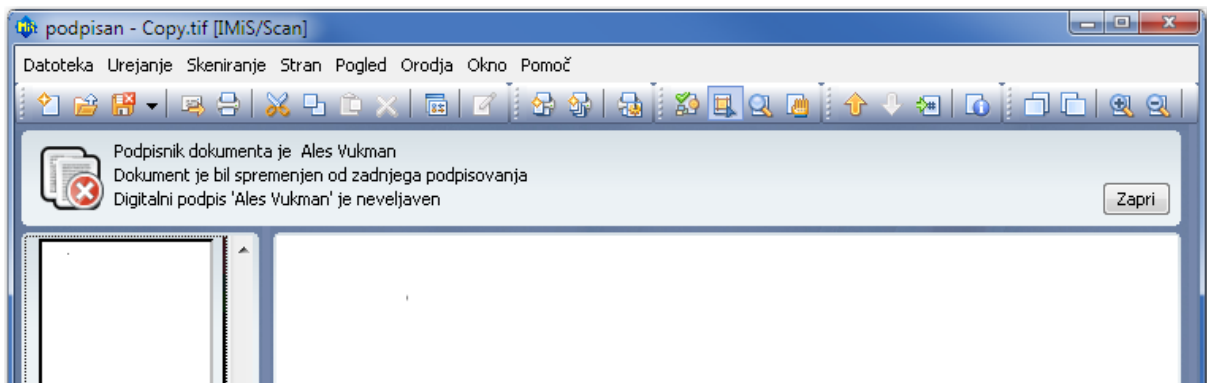 podpisan - Copy.tif [IMiS/Scan]
Datoteka Urejanje Skeniranje Stran Pogled Orodja Okno Pomoč
Podpisnik dokumenta je Ales Vukman
Dokument je bil spremenjen od zadnjega podpisovanja
Digitalni podpis 'Ales Vukman' je neveljaven
Zapri